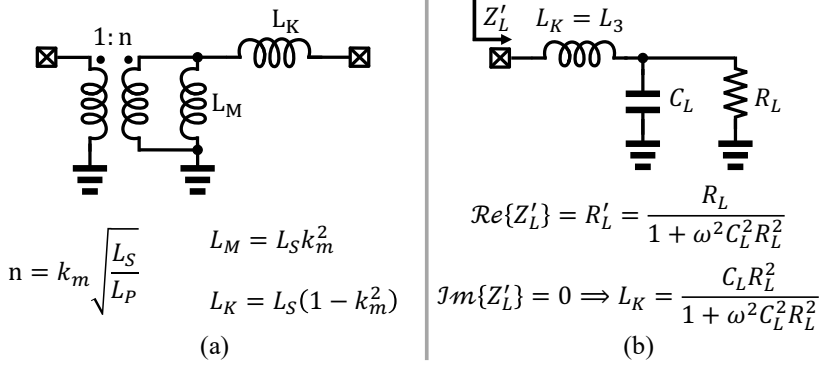 1: n
L_K
L_M
n = k_m √(L_S / L_P)
L_M = L_S k_m^2
L_K = L_S(1 − k_m^2)
(a)
Z'_L
L_K = L_3
C_L
R_L
ℛe{Z'_L} = R'_L = R_L / (1 + ω^2 C_L^2 R_L^2)
ℐm{Z'_L} = 0 ⟹ L_K = C_L R_L^2 / (1 + ω^2 C_L^2 R_L^2)
(b)